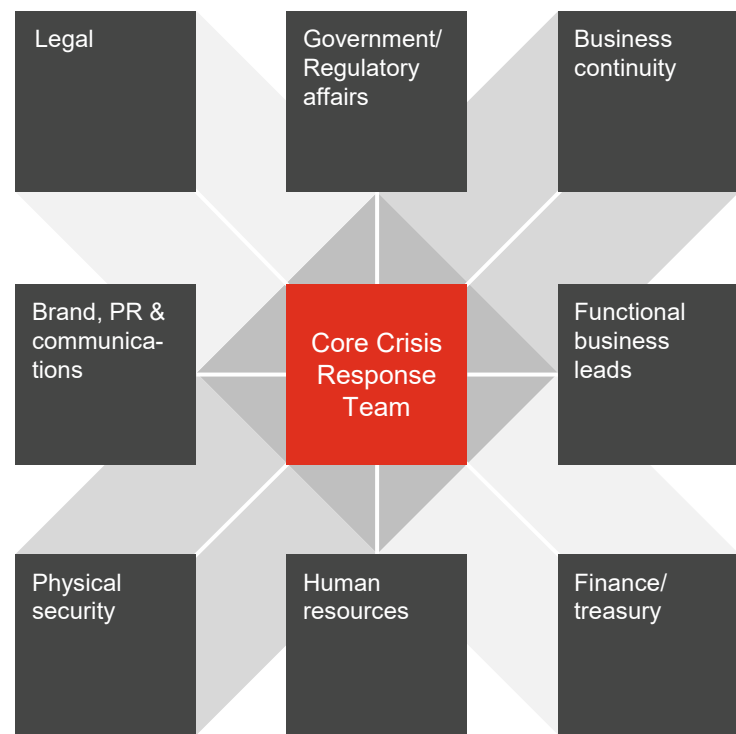 Legal
Government/
Regulatory
affairs
Business
continuity
Brand, PR &
communica-
tions
Core Crisis
Response
Team
Functional
business
leads
Physical
security
Human
resources
Finance/
treasury